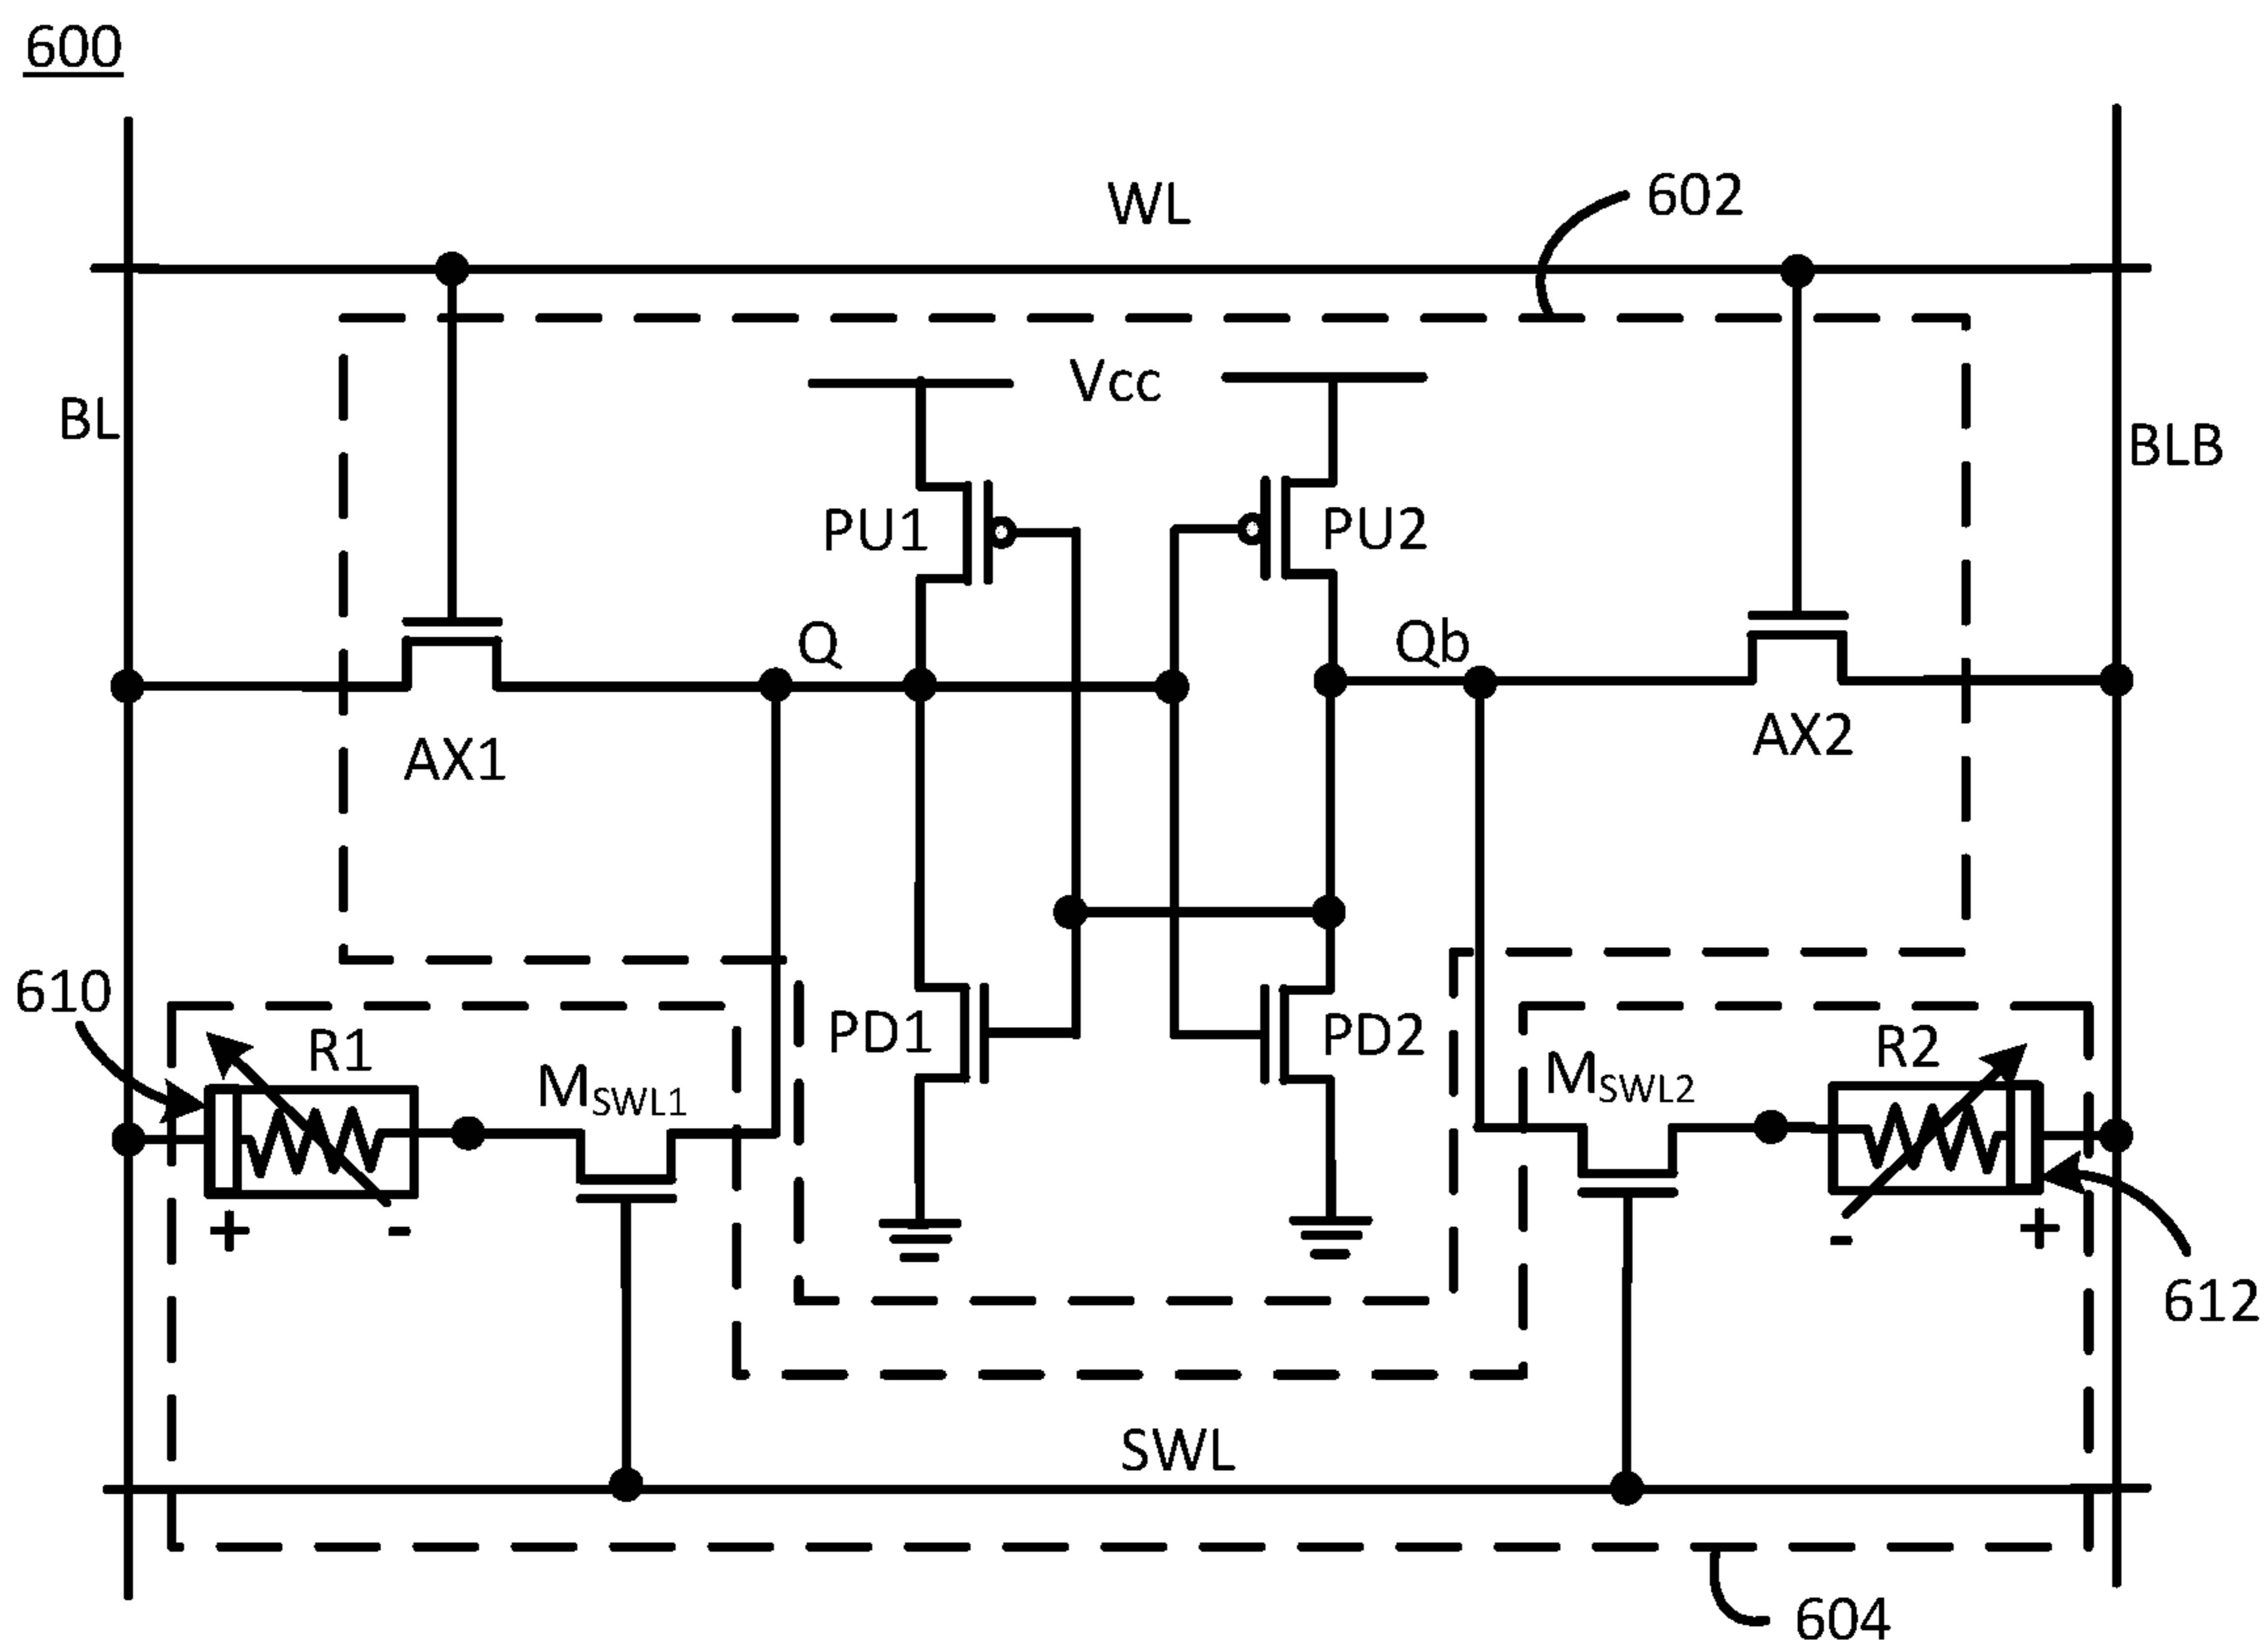 600
WL
602
Vcc
BL
BLB
PU1
PU2
Q
Qb
AX1
AX2
610
R1
MSWL1
PD1
PD2
MSWL2
R2
+
-
-
+
612
SWL
604